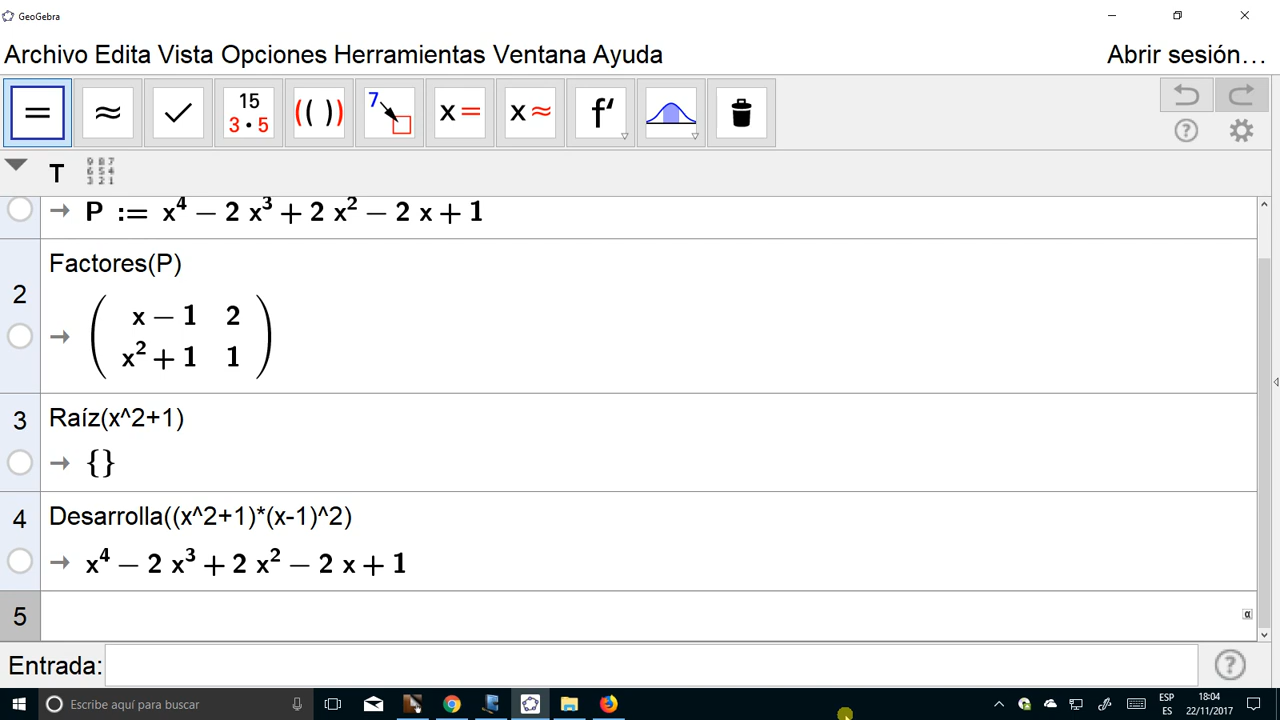 GeoGebra
Archivo Edita Vista Opciones Herramientas Ventana Ayuda
Abrir sesión…
= ≈ ✓ 15 3·5 (( )) 7 x= x≈ f'
T 987 654 321
→ P := x⁴ − 2 x³ + 2 x² − 2 x + 1
2
Factores(P)
→ ( x − 1 2
x² + 1 1 )
3 Raíz(x^2+1)
→ {}
4 Desarrolla((x^2+1)*(x-1)^2)
→ x⁴ − 2 x³ + 2 x² − 2 x + 1
5
α
Entrada:
Escribe aquí para buscar
ESP
ES
18:04
22/11/2017